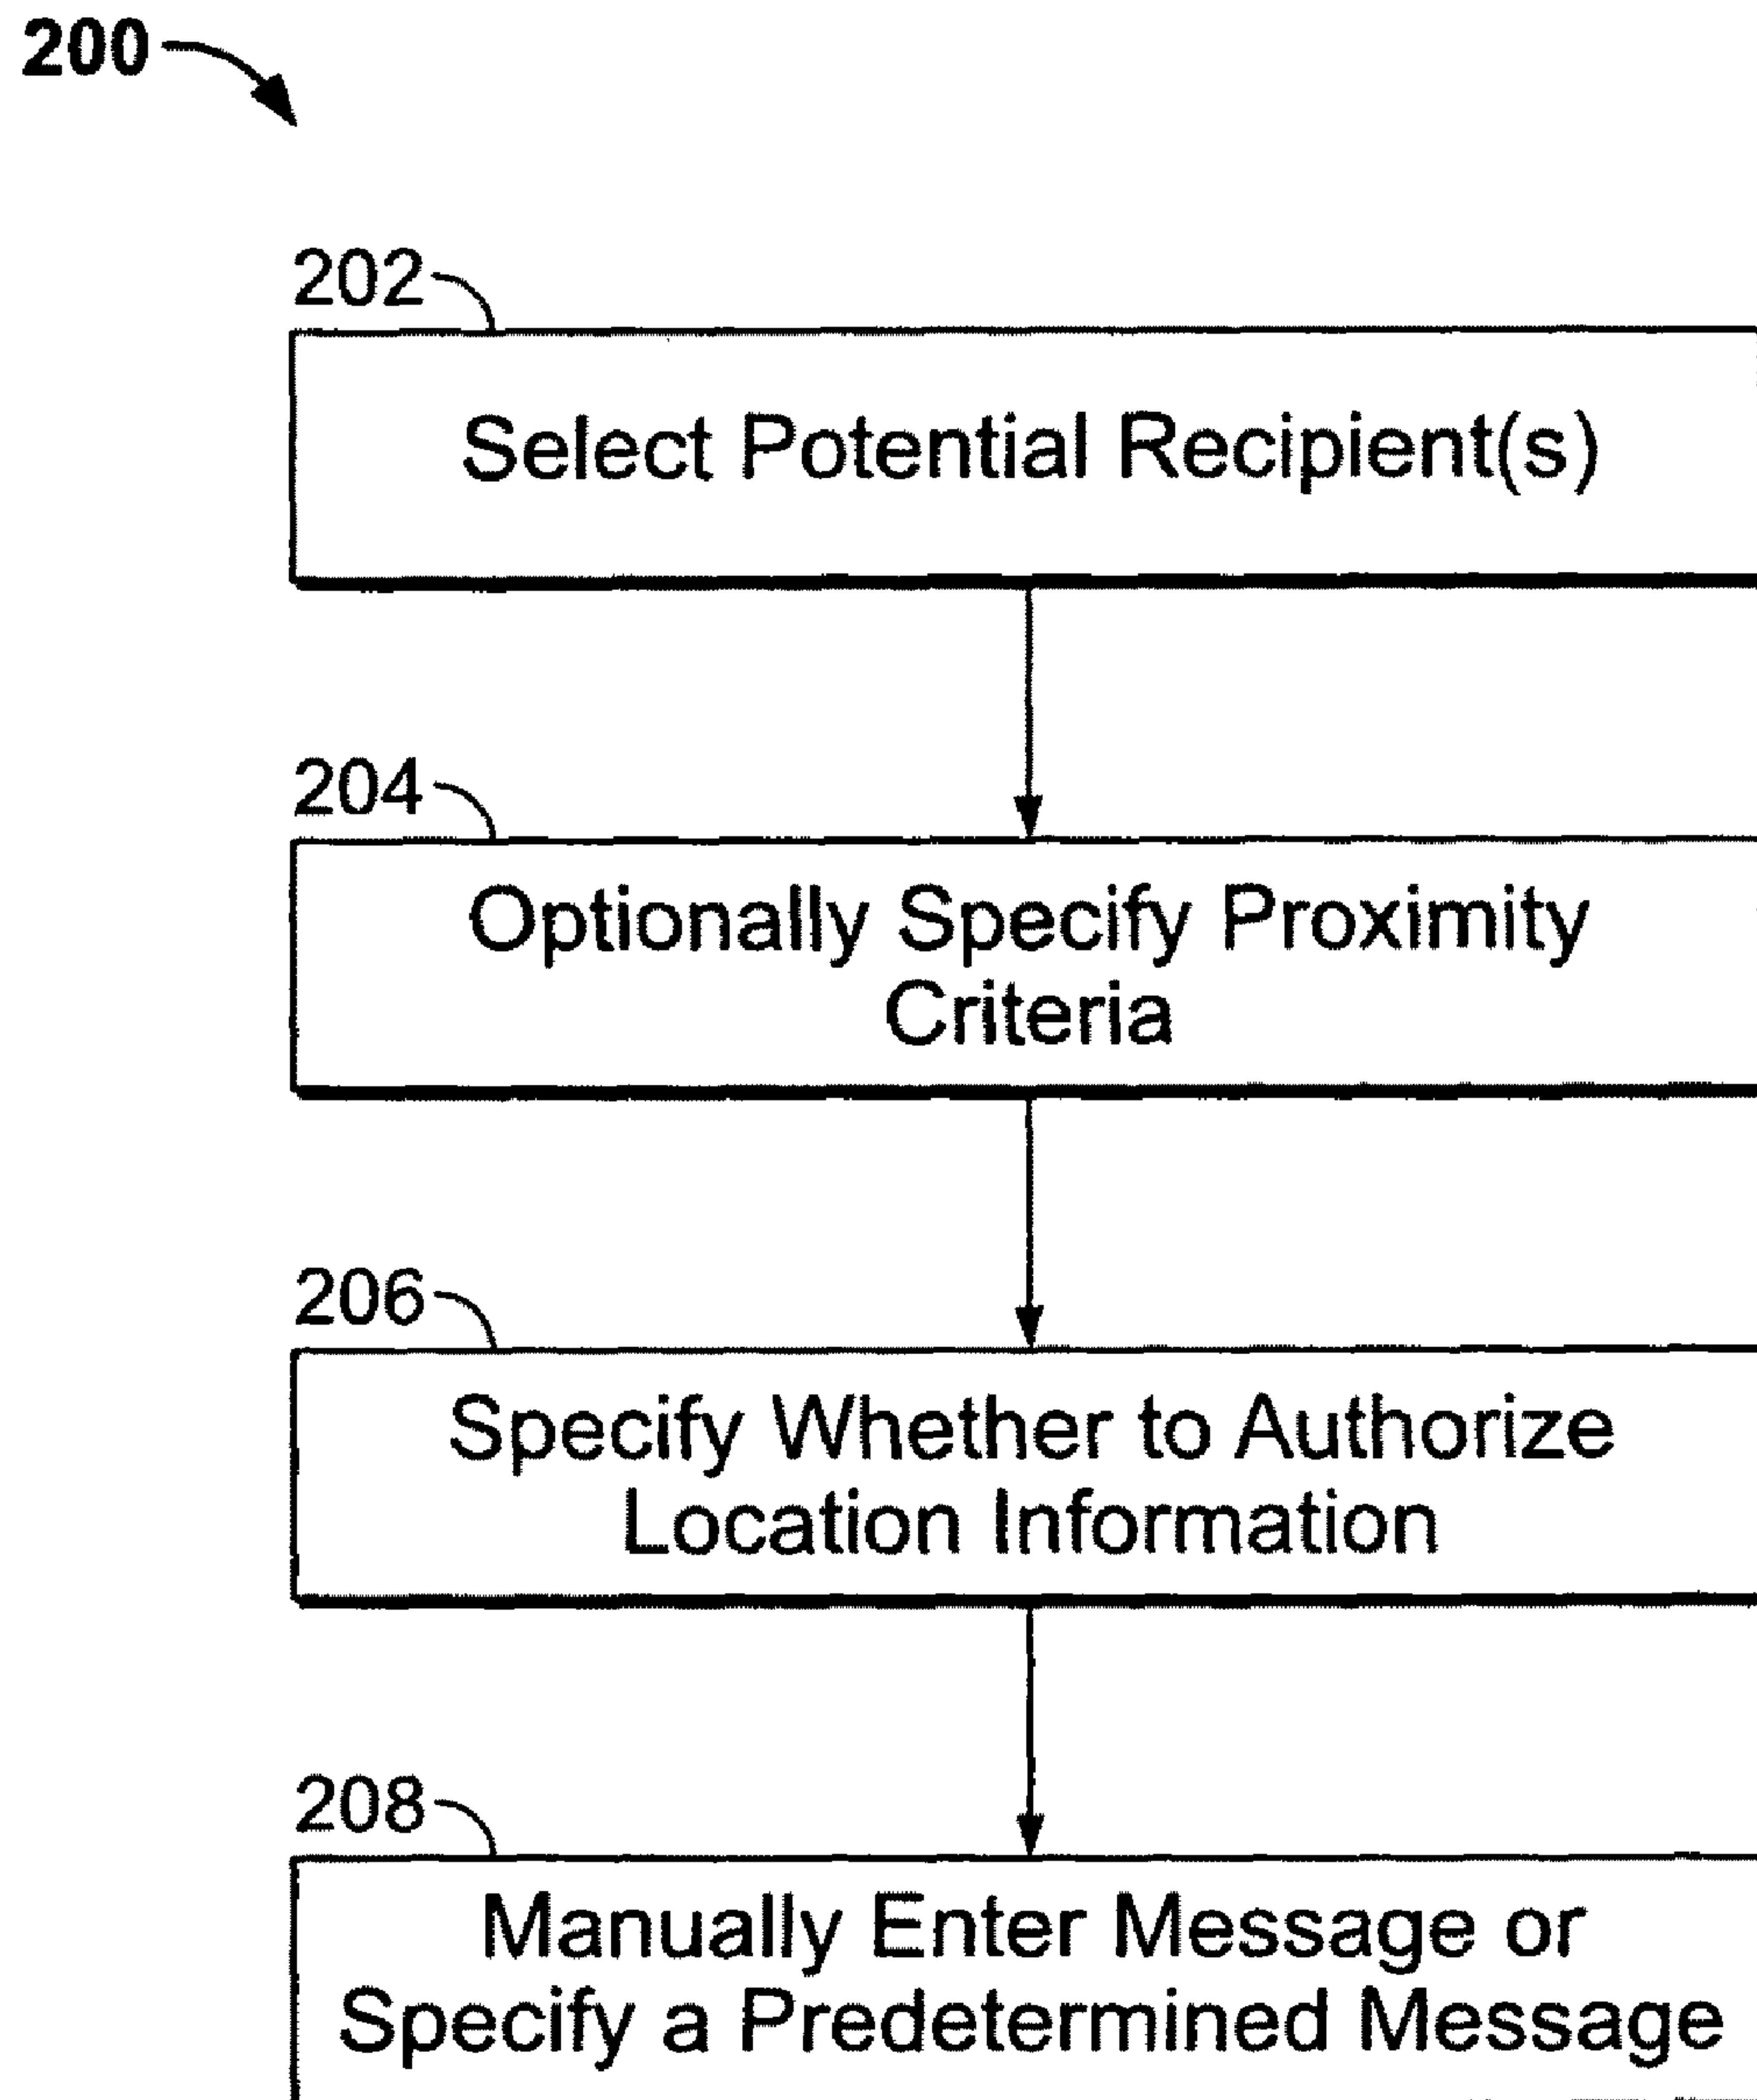 200
202
Select Potential Recipient(s)
204
Optionally Specify Proximity
Criteria
206
Specify Whether to Authorize
Location Information
208
Manually Enter Message or
Specify a Predetermined Message